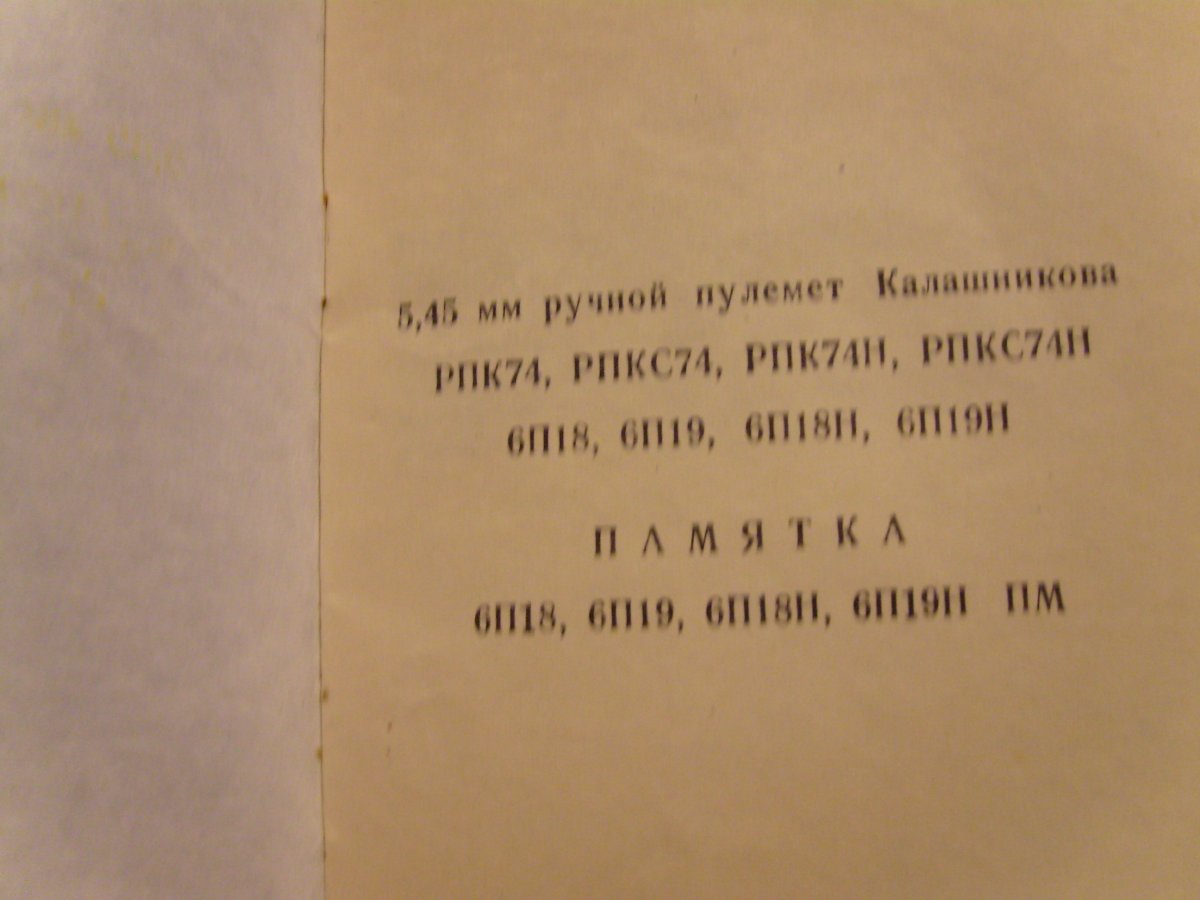 5,45 мм ручной пулемет Калашникова
РПК74, РПКС74, РПК74Н, РПКС74Н
6П18, 6П19, 6П18Н, 6П19Н
ПАМЯТКА
6П18, 6П19, 6П18Н, 6П19Н ПМ